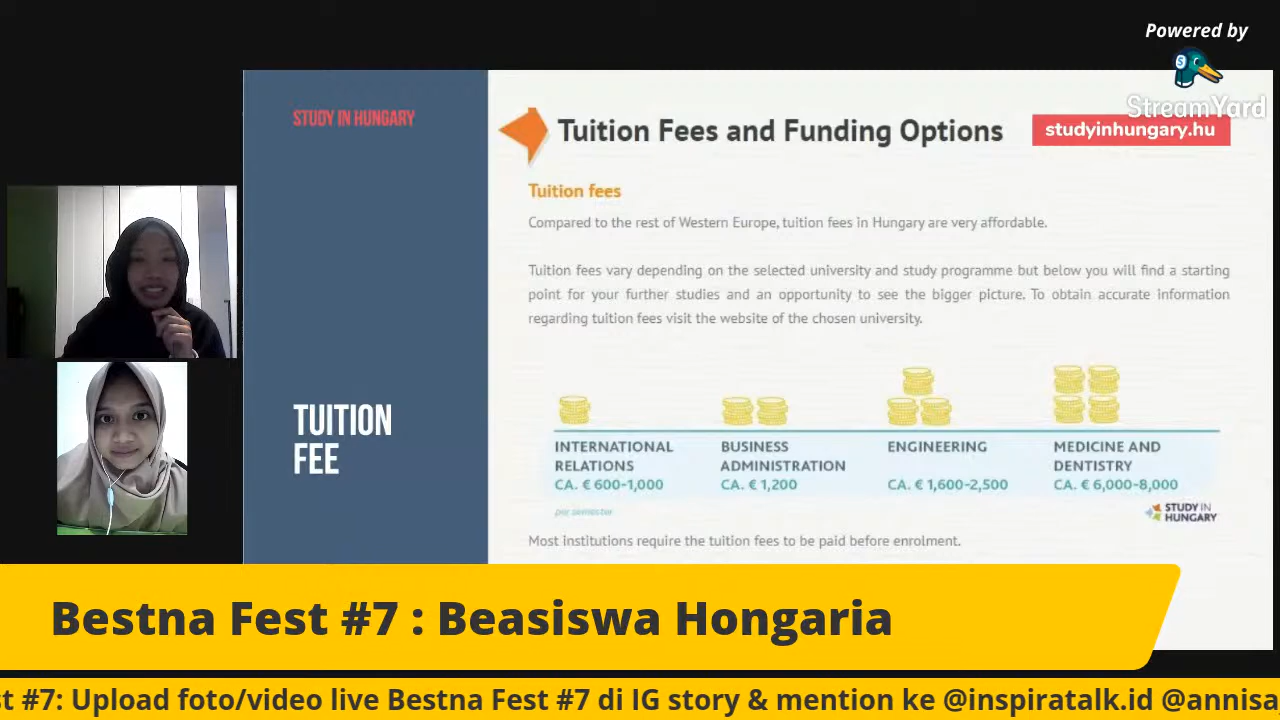 Powered by
StreamYard
STUDY IN HUNGARY
Tuition Fees and Funding Options
studyinhungary.hu
Tuition fees
Compared to the rest of Western Europe, tuition fees in Hungary are very affordable.
Tuition fees vary depending on the selected university and study programme but below you will find a starting
point for your further studies and an opportunity to see the bigger picture. To obtain accurate information
regarding tuition fees visit the website of the chosen university.
TUITION
FEE
INTERNATIONAL
RELATIONS
CA. € 600-1,000
BUSINESS
ADMINISTRATION
CA. € 1,200
ENGINEERING
CA. € 1,600-2,500
MEDICINE AND
DENTISTRY
CA. € 6,000-8,000
per semester
STUDY IN
HUNGARY
Most institutions require the tuition fees to be paid before enrolment.
Bestna Fest #7 : Beasiswa Hongaria
st #7: Upload foto/video live Bestna Fest #7 di IG story & mention ke @inspiratalk.id @annisa